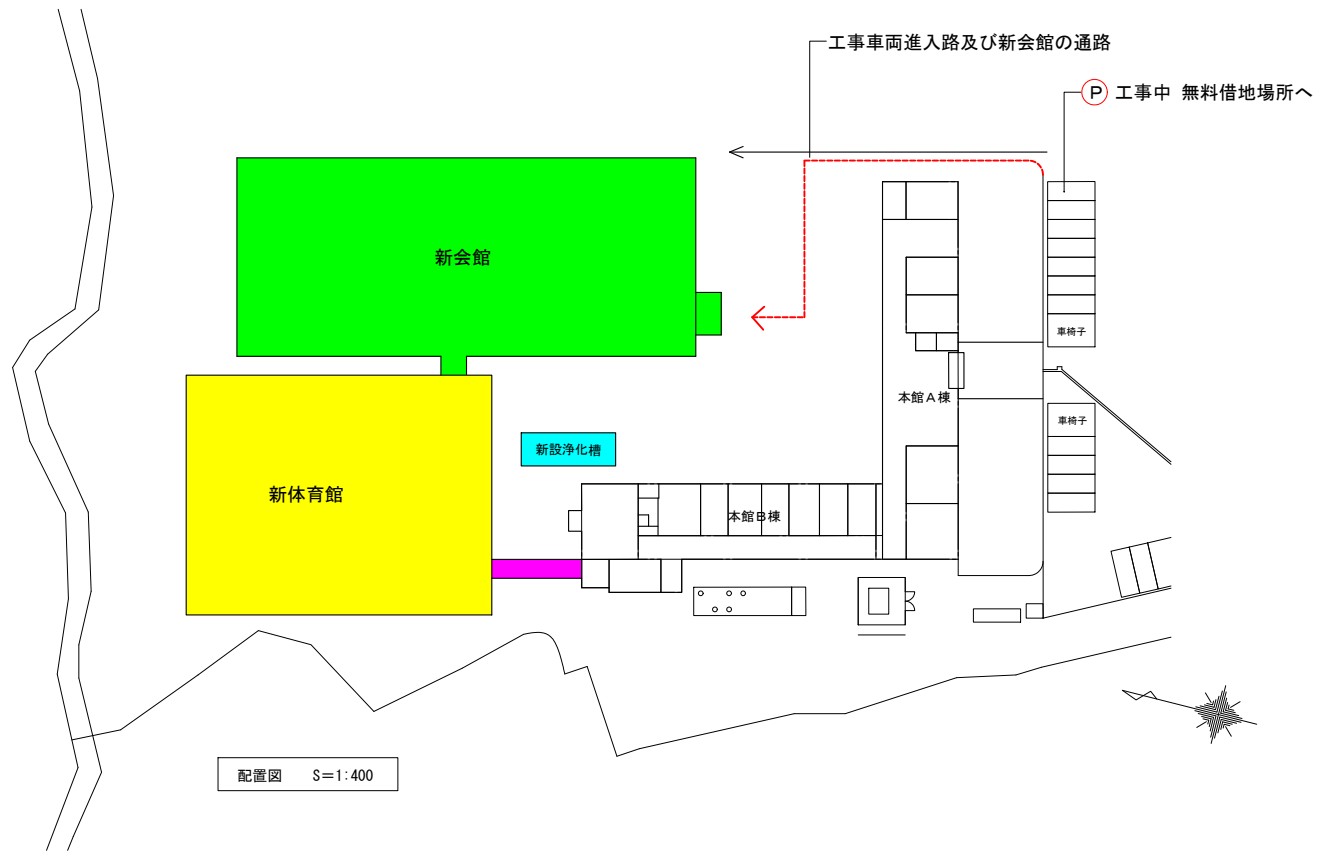 工事車両進入路及び新会館の通路
P 工事中 無料借地場所へ
新会館
車椅子
本館A棟
車椅子
新設浄化槽
新体育館
本館B棟
配置図 S=1:400